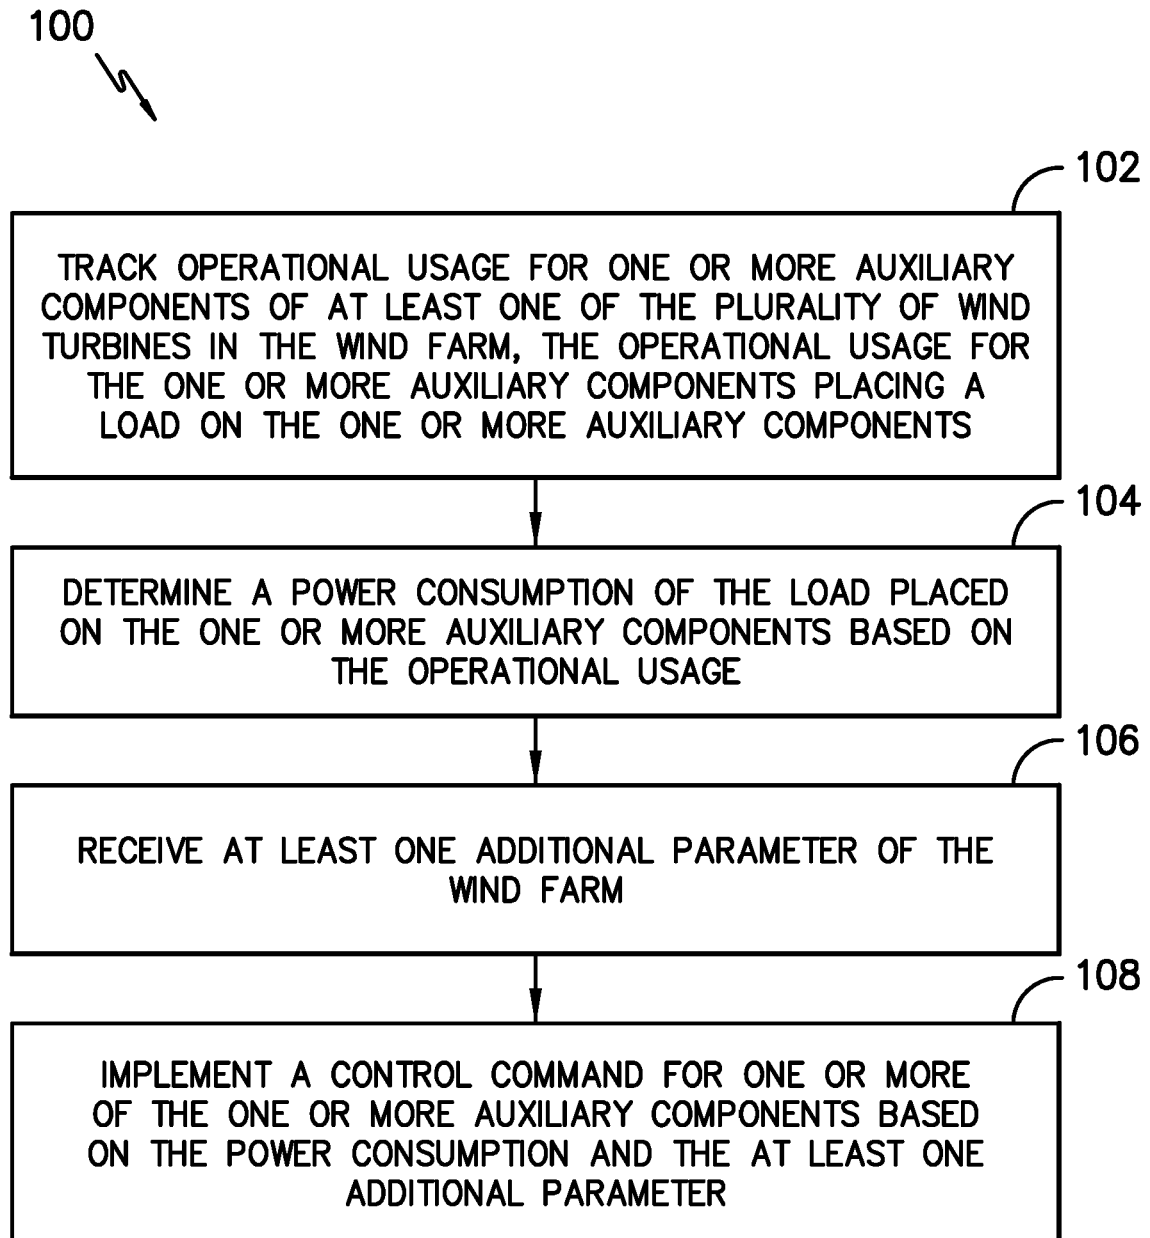 100
102
TRACK OPERATIONAL USAGE FOR ONE OR MORE AUXILIARY
COMPONENTS OF AT LEAST ONE OF THE PLURALITY OF WIND
TURBINES IN THE WIND FARM, THE OPERATIONAL USAGE FOR
THE ONE OR MORE AUXILIARY COMPONENTS PLACING A
LOAD ON THE ONE OR MORE AUXILIARY COMPONENTS
104
DETERMINE A POWER CONSUMPTION OF THE LOAD PLACED
ON THE ONE OR MORE AUXILIARY COMPONENTS BASED ON
THE OPERATIONAL USAGE
106
RECEIVE AT LEAST ONE ADDITIONAL PARAMETER OF THE
WIND FARM
108
IMPLEMENT A CONTROL COMMAND FOR ONE OR MORE
OF THE ONE OR MORE AUXILIARY COMPONENTS BASED
ON THE POWER CONSUMPTION AND THE AT LEAST ONE
ADDITIONAL PARAMETER